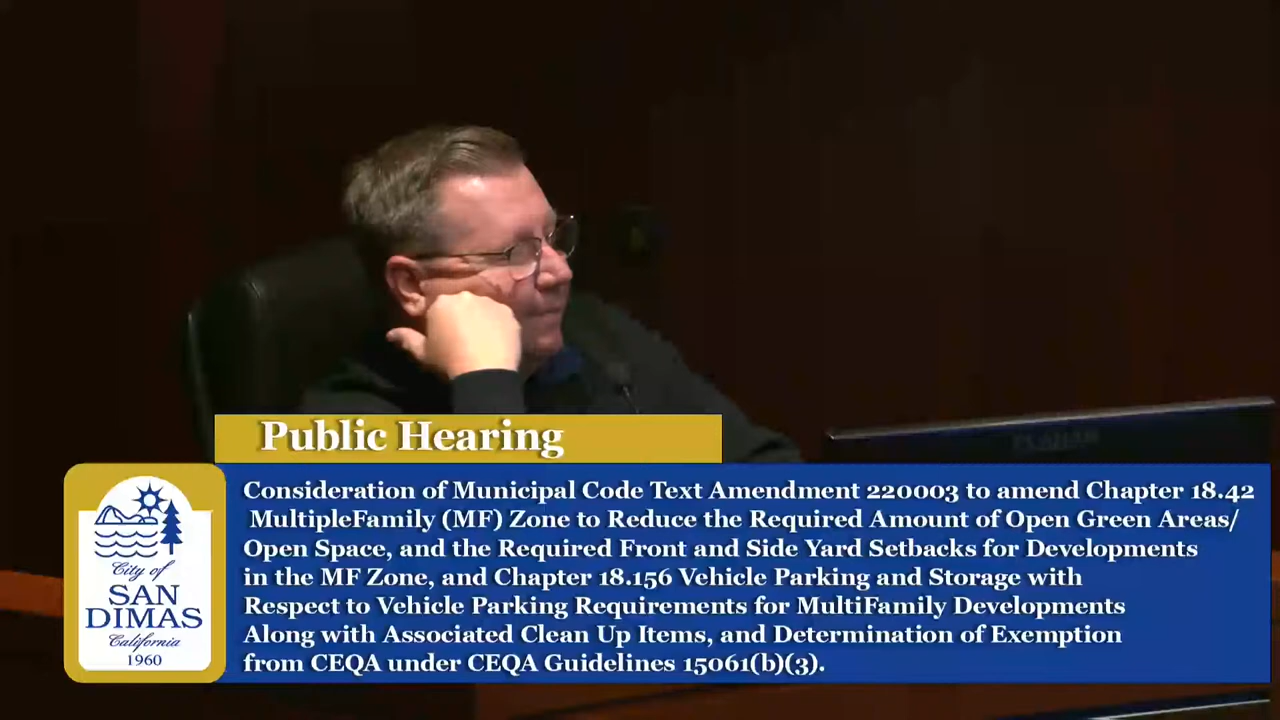 Public Hearing
Consideration of Municipal Code Text Amendment 220003 to amend Chapter 18.42
MultipleFamily (MF) Zone to Reduce the Required Amount of Open Green Areas/
Open Space, and the Required Front and Side Yard Setbacks for Developments
in the MF Zone, and Chapter 18.156 Vehicle Parking and Storage with
Respect to Vehicle Parking Requirements for MultiFamily Developments
Along with Associated Clean Up Items, and Determination of Exemption
from CEQA under CEQA Guidelines 15061(b)(3).
City of
SAN
DIMAS
California
1960